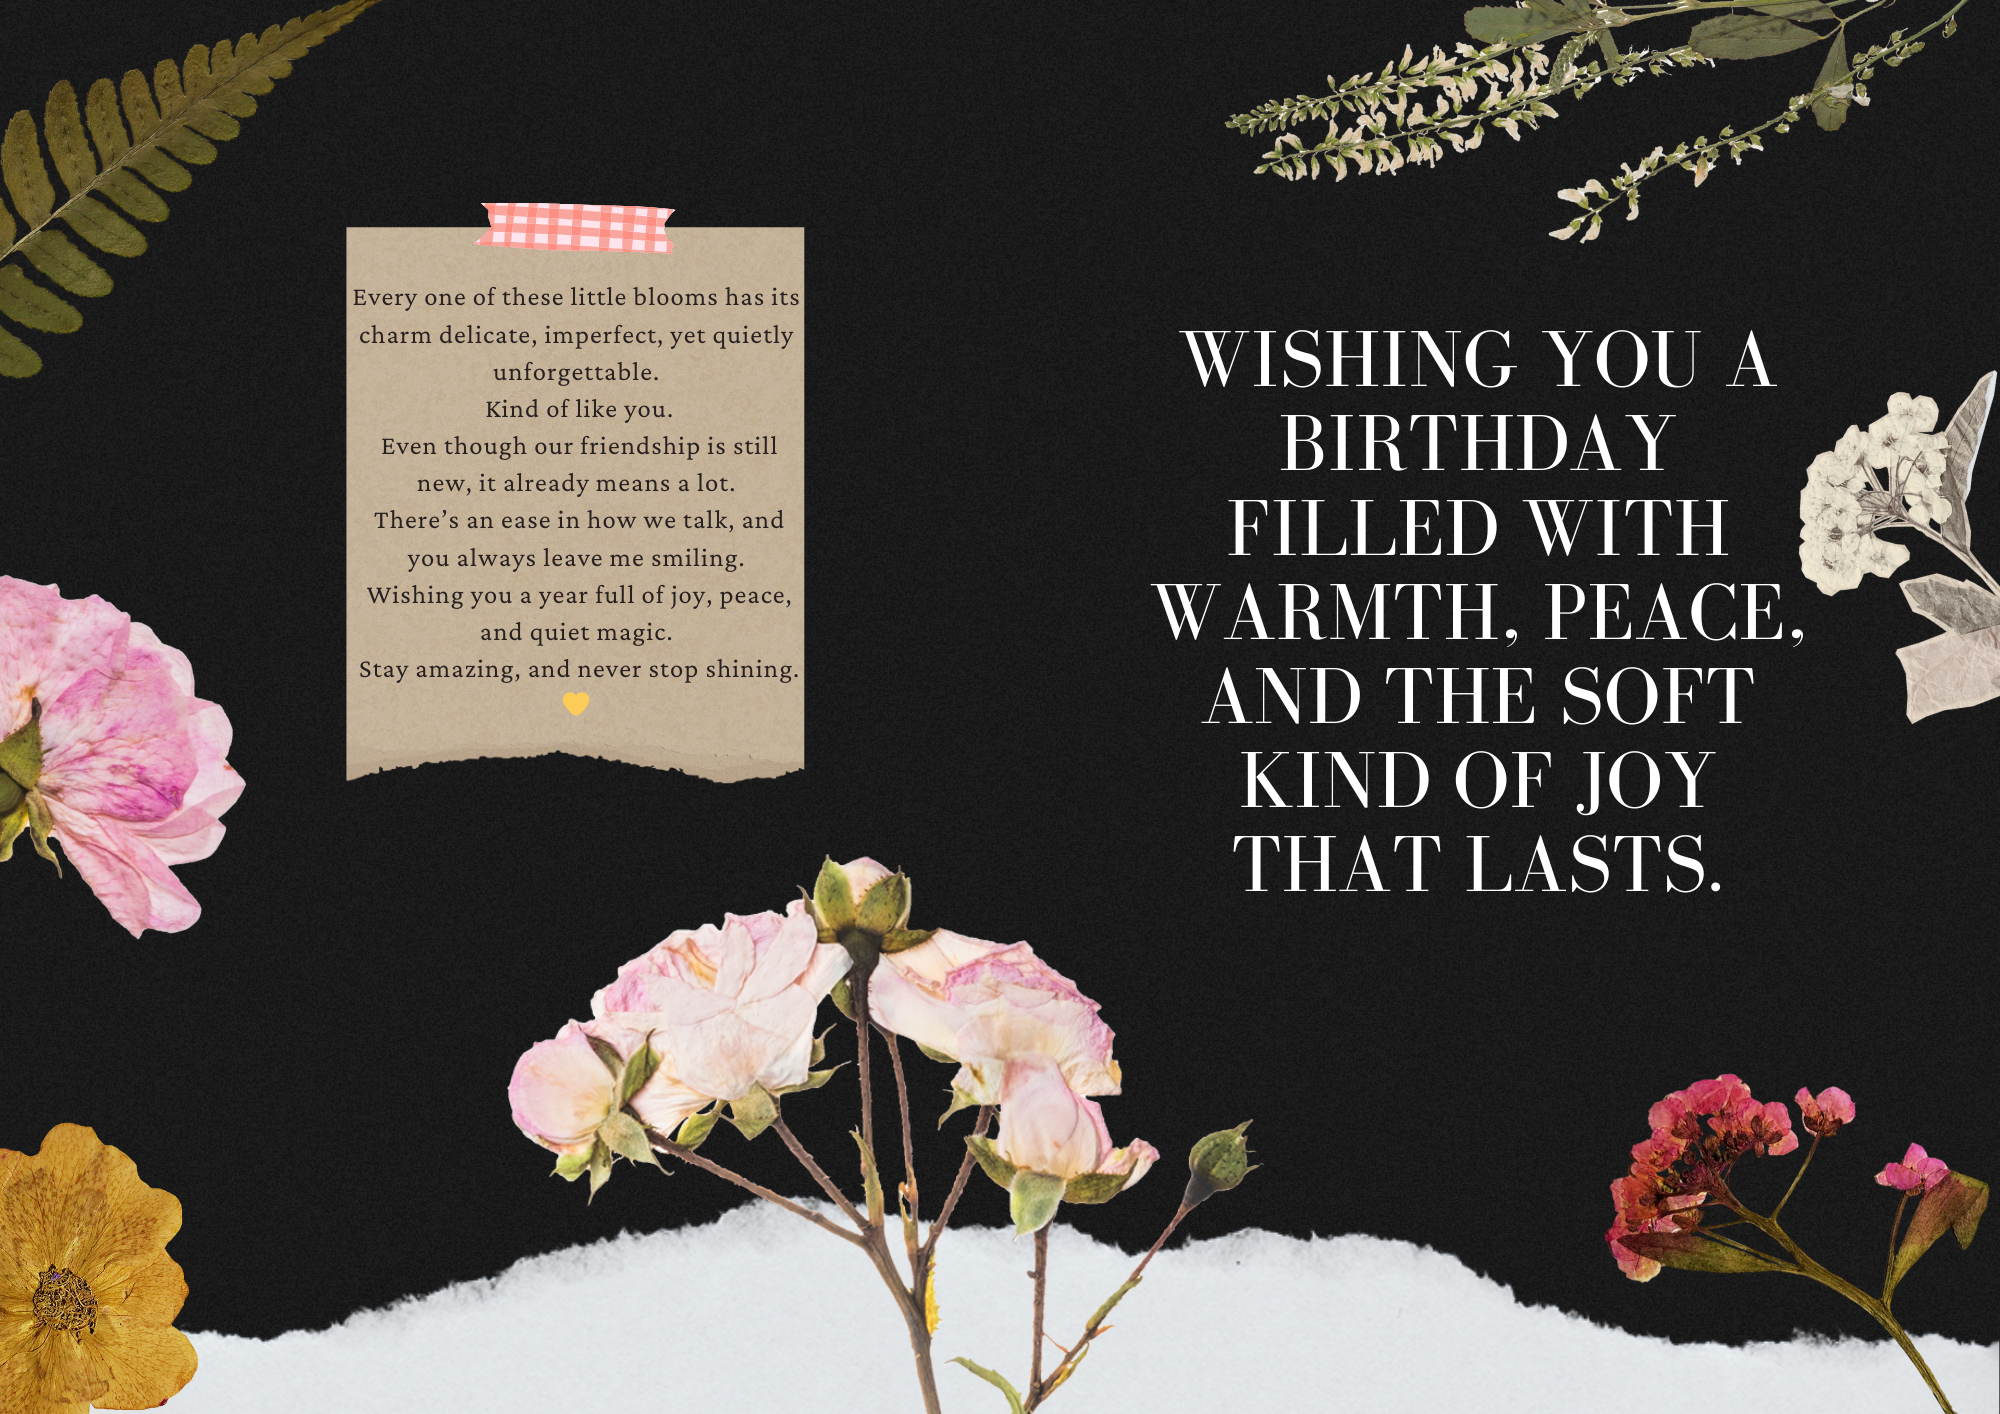 Every one of these little blooms has its
charm delicate, imperfect, yet quietly
unforgettable.
Kind of like you.
Even though our friendship is still
new, it already means a lot.
There’s an ease in how we talk, and
you always leave me smiling.
Wishing you a year full of joy, peace,
and quiet magic.
Stay amazing, and never stop shining.
💛
WISHING YOU A
BIRTHDAY
FILLED WITH
WARMTH, PEACE,
AND THE SOFT
KIND OF JOY
THAT LASTS.